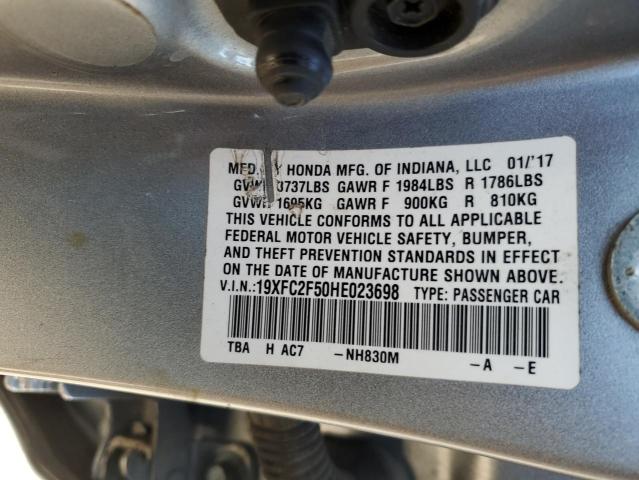 MFD. BY HONDA MFG. OF INDIANA, LLC 01/'17
GVWR 3737LBS GAWR F 1984LBS R 1786LBS
GVWR 1695KG GAWR F 900KG R 810KG
THIS VEHICLE CONFORMS TO ALL APPLICABLE
FEDERAL MOTOR VEHICLE SAFETY, BUMPER,
AND THEFT PREVENTION STANDARDS IN EFFECT
ON THE DATE OF MANUFACTURE SHOWN ABOVE.
V.I.N.:19XFC2F50HE023698 TYPE: PASSENGER CAR
TBA H AC7 -NH830M -A -E